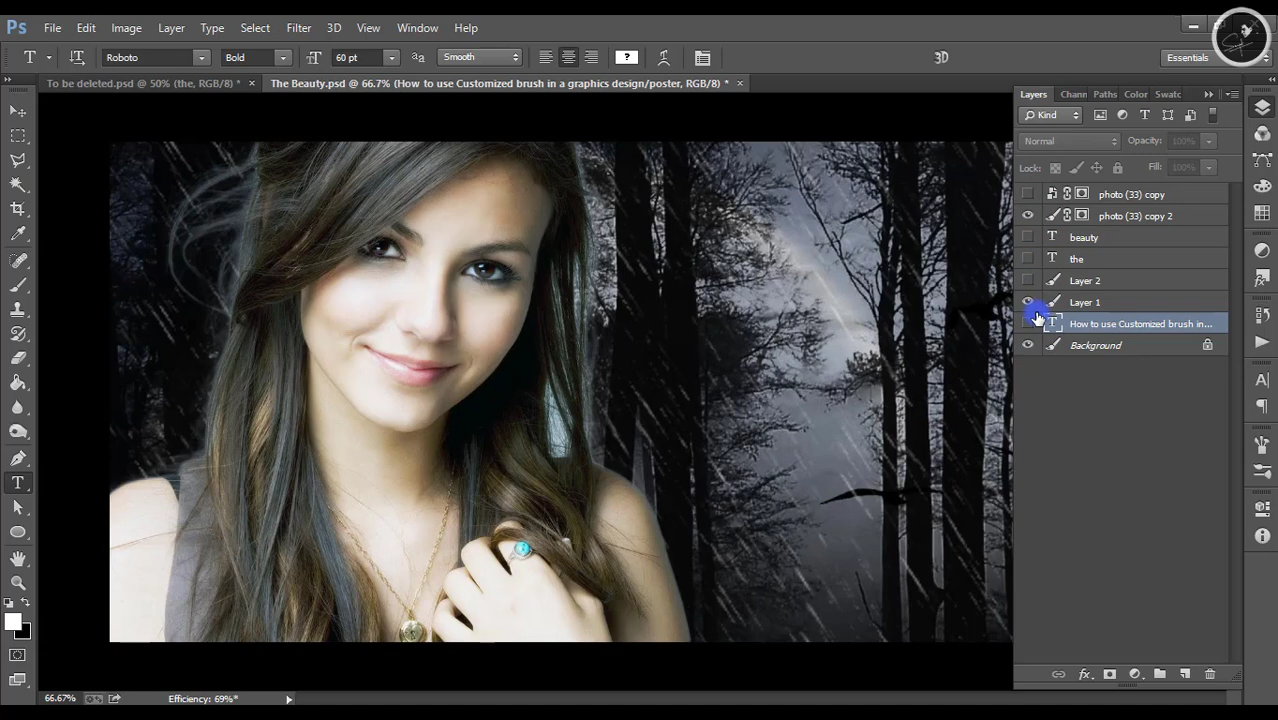 Ps File Edit Image Layer Type Select Filter 3D View Window Help
T Roboto Bold 60 pt aa Smooth ? 3D Essentials
To be deleted.psd @ 50% (the, RGB/8) * × The Beauty.psd @ 66.7% (How to use Customized brush in a graphics design/poster, RGB/8) * ×
Layers Chann Paths Color Swatc
Kind T
Normal Opacity: 100%
Lock: Fill: 100%
photo (33) copy
photo (33) copy 2
T beauty
T the
Layer 2
Layer 1
T How to use Customized brush in...
Background
A
T
fx
66.67% Efficiency: 69%*